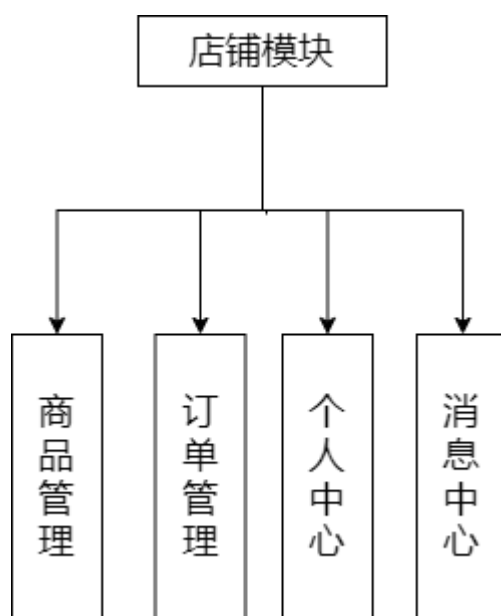 店铺模块
商品管理
订单管理
个人中心
消息中心